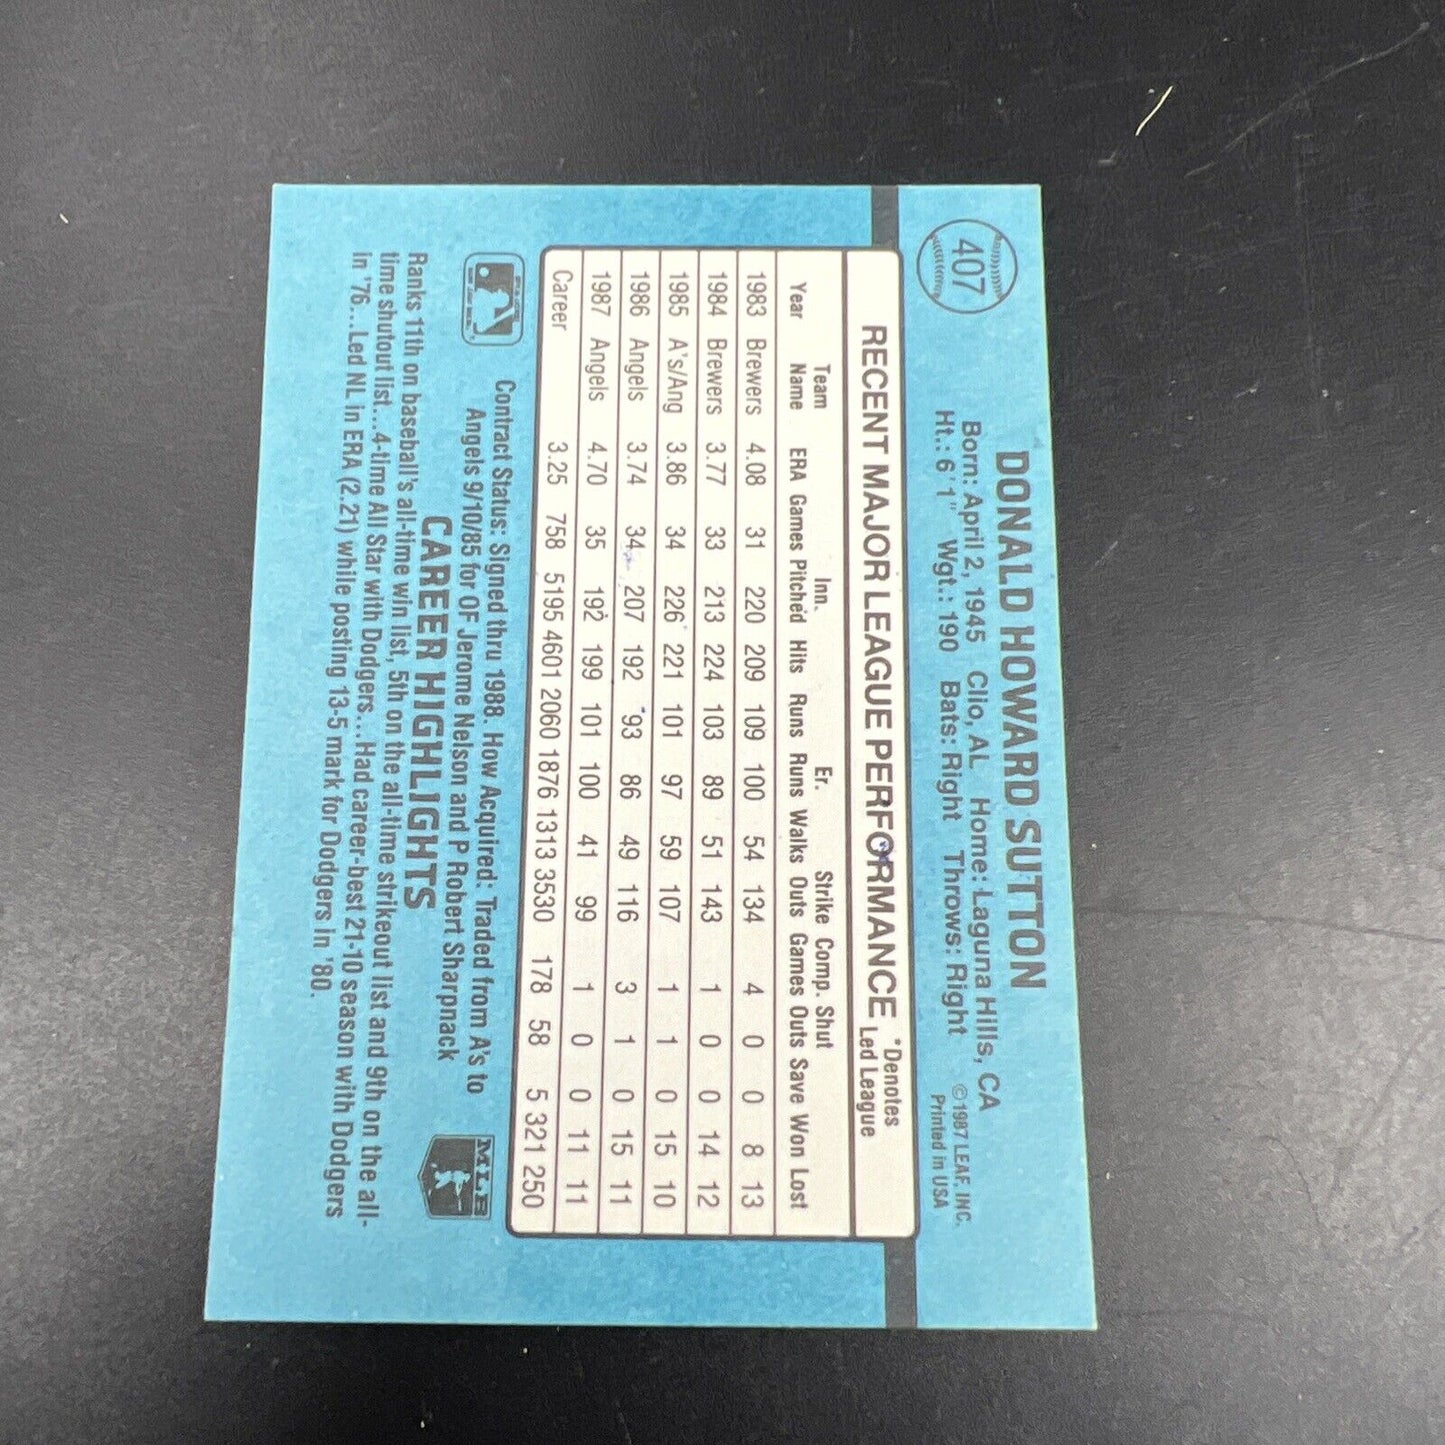 407
DONALD HOWARD SUTTON
Born: April 2, 1945 Clio, AL Home: Laguna Hills, CA
Ht.: 6'1" Wgt.: 190 Bats: Right Throws: Right
©1987 LEAF, INC.
Printed in USA
RECENT MAJOR LEAGUE PERFORMANCE *Denotes Led League
Team Inn. Er. Strike Comp. Shut
Year Name ERA Games Pitched Hits Runs Runs Walks Outs Games Outs Save Won Lost
1983 Brewers 4.08 31 220 209 109 100 54 134 4 0 0 8 13
1984 Brewers 3.77 33 213 224 103 89 51 143 1 0 0 14 12
1985 A's/Ang 3.86 34 226 221 101 97 59 107 1 1 0 15 10
1986 Angels 3.74 34 207 192 93 86 49 116 3 1 0 15 11
1987 Angels 4.70 35 192 199 101 100 41 99 1 0 0 11 11
Career 3.25 758 5195 4601 2060 1876 1313 3530 178 58 5 321 250
Contract Status: Signed thru 1988. How Acquired: Traded from A's to
Angels 9/10/85 for OF Jerome Nelson and P Robert Sharpnack
MLB
CAREER HIGHLIGHTS
Ranks 11th on baseball's all-time win list, 5th on the all-time strikeout list and 9th on the all-
time shutout list...4-time All Star with Dodgers...Had career-best 21-10 season with Dodgers
in '76...Led NL in ERA (2.21) while posting 13-5 mark for Dodgers in '80.